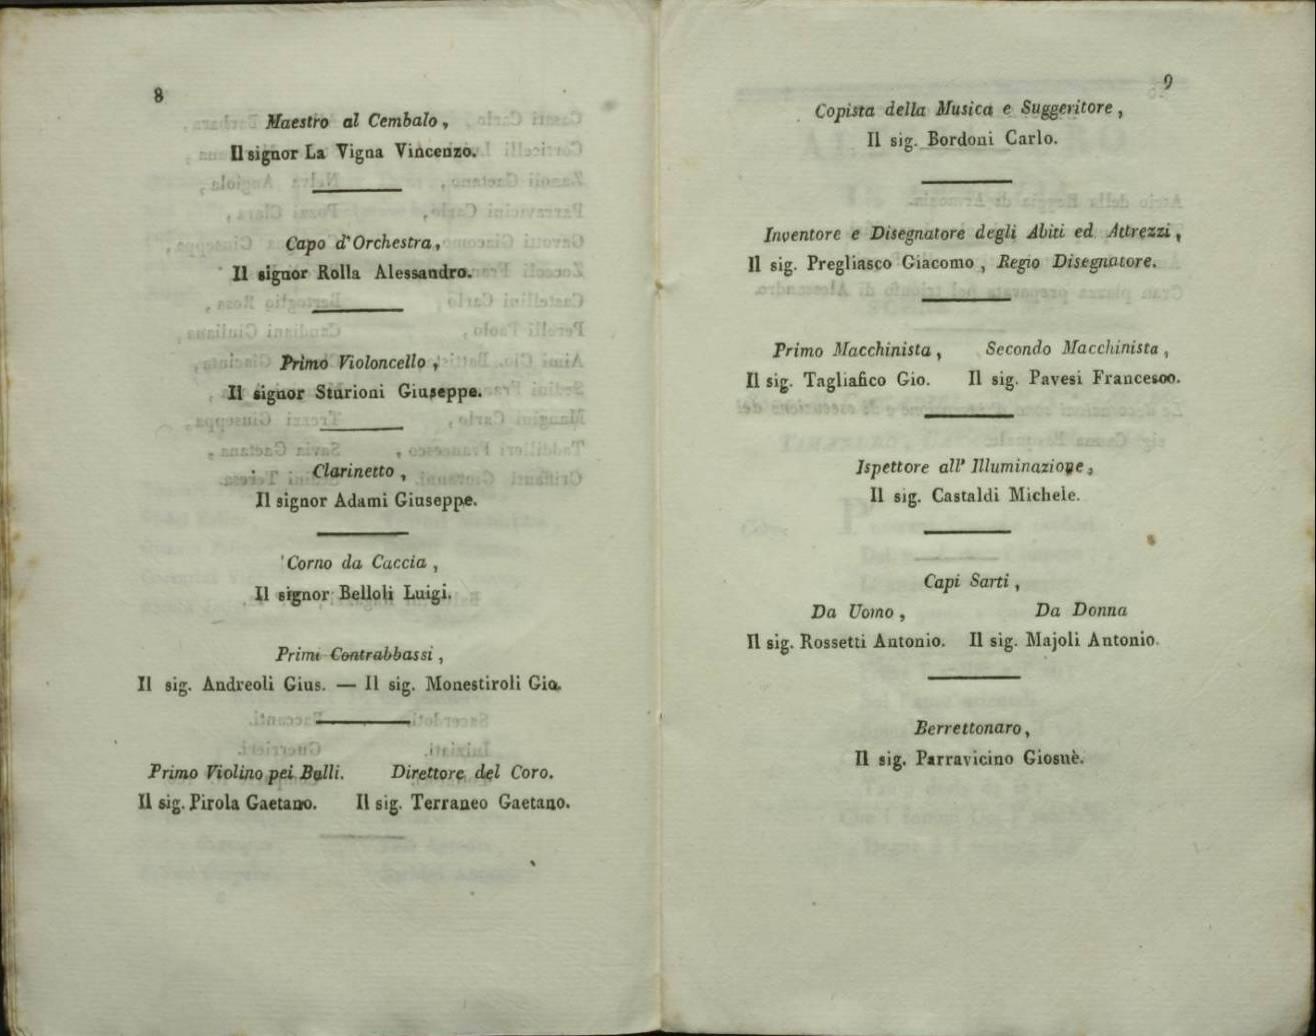 8
Maestro al Cembalo,
Il signor La Vigna Vincenzo.
Capo d'Orchestra,
Il signor Rolla Alessandro.
Primo Violoncello,
Il signor Sturioni Giuseppe.
Clarinetto,
Il signor Adami Giuseppe.
Corno da Caccia,
Il signor Belloli Luigi.
Primi Contrabbassi,
Il sig. Andreoli Gius. — Il sig. Monestiroli Gio.
Primo Violino pei Balli. Direttore del Coro.
Il sig. Pirola Gaetano. Il sig. Terraneo Gaetano.
9
Copista della Musica e Suggeritore,
Il sig. Bordoni Carlo.
Inventore e Disegnatore degli Abiti ed Attrezzi,
Il sig. Pregliasco Giacomo, Regio Disegnatore.
Primo Macchinista, Secondo Macchinista,
Il sig. Tagliafico Gio. Il sig. Pavesi Francesco.
Ispettore all' Illuminazione,
Il sig. Castaldi Michele.
Capi Sarti,
Da Uomo, Da Donna
Il sig. Rossetti Antonio. Il sig. Majoli Antonio.
Berrettonaro,
Il sig. Parravicino Giosuè.